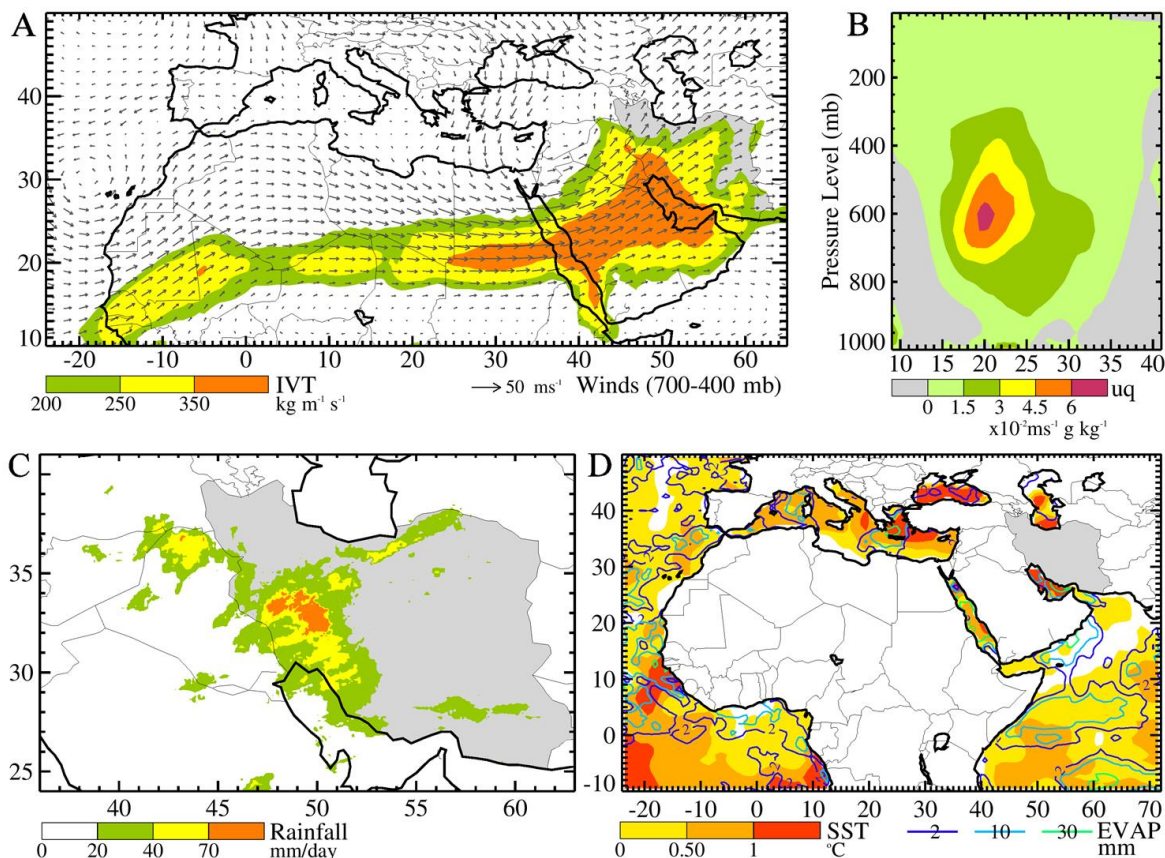 A
40
30
20
10
-20 -10 0 10 20 30 40 50 60
200 250 350 IVT
kg m⁻¹ s⁻¹
50 ms⁻¹ Winds (700-400 mb)
B
Pressure Level (mb)
200
400
600
800
1000
10 15 20 25 30 35 40
0 1.5 3 4.5 6 uq
x10⁻²ms⁻¹ g kg⁻¹
C
35
30
25
40 45 50 55 60
0 20 40 70 Rainfall
mm/day
D
40
30
20
10
0
-10
-20 -10 0 10 20 30 40 50 60 70
0 0.50 1 SST
°C
2 10 30 EVAP
mm